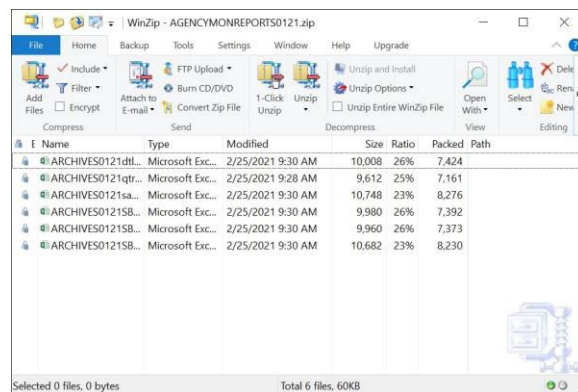 WinZip - AGENCYMONREPORTS0121.zip
File Home Backup Tools Settings Window Help Upgrade
Add Files
Include
Filter
Encrypt
Compress
Attach to E-mail
FTP Upload
Burn CD/DVD
Convert Zip File
Send
1-Click Unzip
Unzip
Unzip and Install
Unzip Options
Unzip Entire WinZip File
Decompress
Open With
View
Select
Dele
Ren
New
Editing
E Name Type Modified Size Ratio Packed Path
ARCHIVES0121dtl... Microsoft Exc... 2/25/2021 9:30 AM 10,008 26% 7,424
ARCHIVES0121qtr... Microsoft Exc... 2/25/2021 9:28 AM 9,612 25% 7,161
ARCHIVES0121sa... Microsoft Exc... 2/25/2021 9:30 AM 10,748 23% 8,276
ARCHIVES0121SB... Microsoft Exc... 2/25/2021 9:30 AM 9,980 26% 7,392
ARCHIVES0121SB... Microsoft Exc... 2/25/2021 9:30 AM 9,960 26% 7,373
ARCHIVES0121SB... Microsoft Exc... 2/25/2021 9:30 AM 10,682 23% 8,230
Selected 0 files, 0 bytes Total 6 files, 60KB